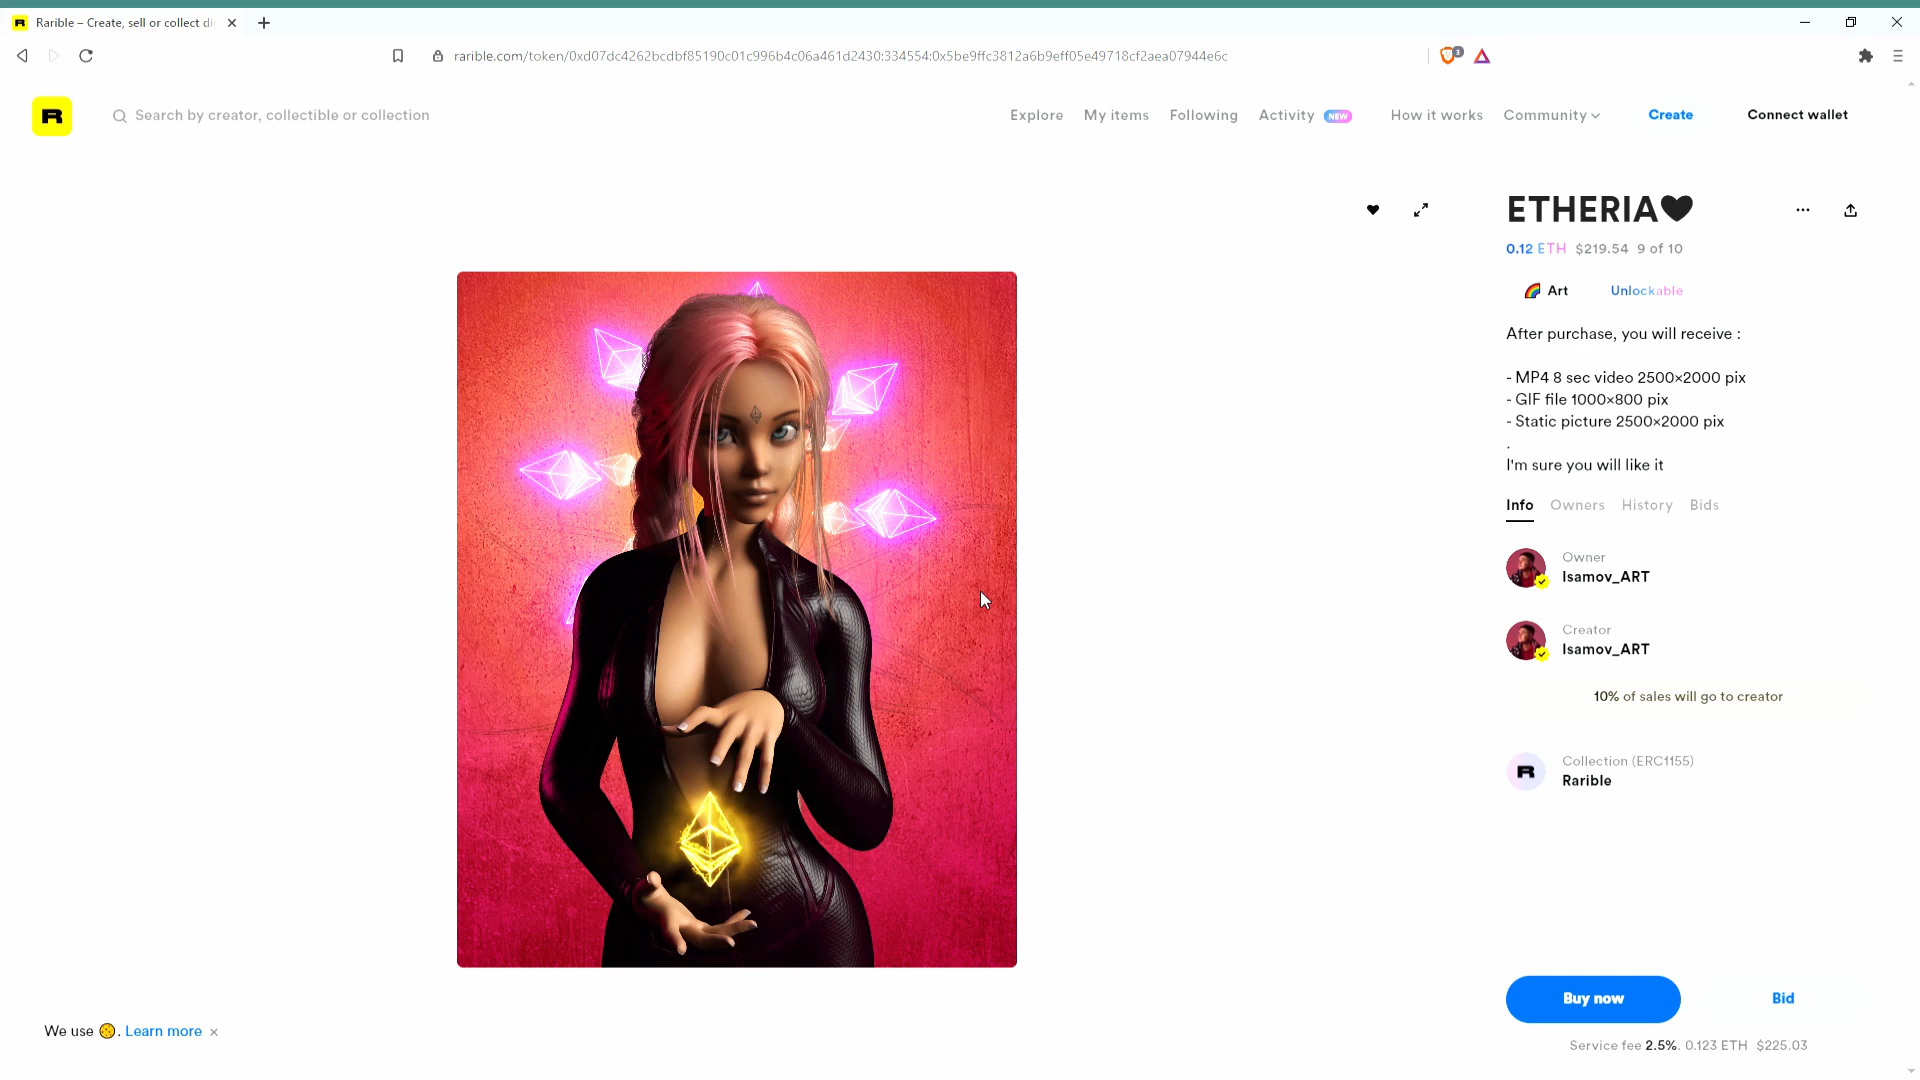 Rarible – Create, sell or collect di
rarible.com/token/0xd07dc4262bcdbf85190c01c996b4c06a461d2430:334554:0x5be9ffc3812a6b9eff05e49718cf2aea07944e6c
3
R
Search by creator, collectible or collection
Explore My items Following Activity NEW How it works Community Create Connect wallet
ETHERIA🖤
0.12 ETH $219.54 9 of 10
🌈 Art Unlockable
After purchase, you will receive :
- MP4 8 sec video 2500×2000 pix
- GIF file 1000×800 pix
- Static picture 2500×2000 pix
.
I'm sure you will like it
Info Owners History Bids
Owner
Isamov_ART
Creator
Isamov_ART
10% of sales will go to creator
R
Collection (ERC1155)
Rarible
Buy now Bid
We use 🍪. Learn more ×
Service fee 2.5%. 0.123 ETH $225.03